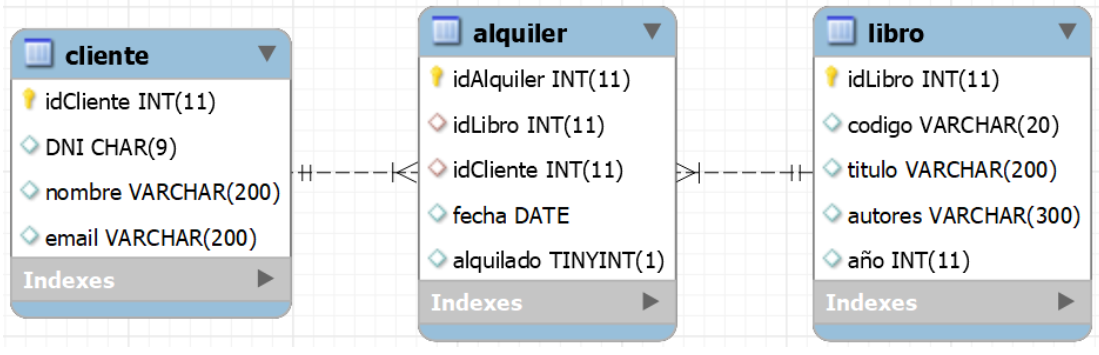 cliente
idCliente INT(11)
DNI CHAR(9)
nombre VARCHAR(200)
email VARCHAR(200)
Indexes
alquiler
idAlquiler INT(11)
idLibro INT(11)
idCliente INT(11)
fecha DATE
alquilado TINYINT(1)
Indexes
libro
idLibro INT(11)
codigo VARCHAR(20)
titulo VARCHAR(200)
autores VARCHAR(300)
año INT(11)
Indexes